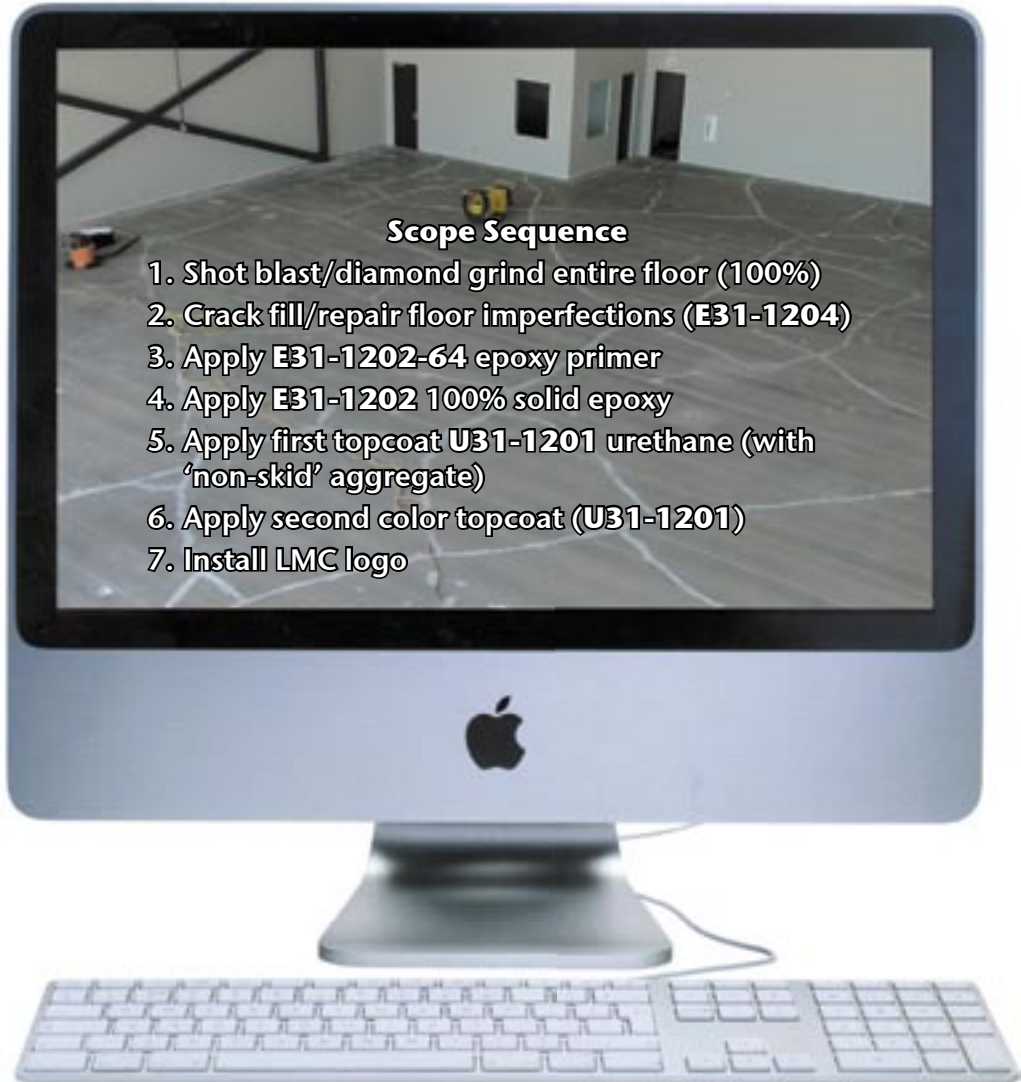 Scope Sequence
1. Shot blast/diamond grind entire floor (100%)
2. Crack fill/repair floor imperfections (E31-1204)
3. Apply E31-1202-64 epoxy primer
4. Apply E31-1202 100% solid epoxy
5. Apply first topcoat U31-1201 urethane (with
‘non-skid’ aggregate)
6. Apply second color topcoat (U31-1201)
7. Install LMC logo